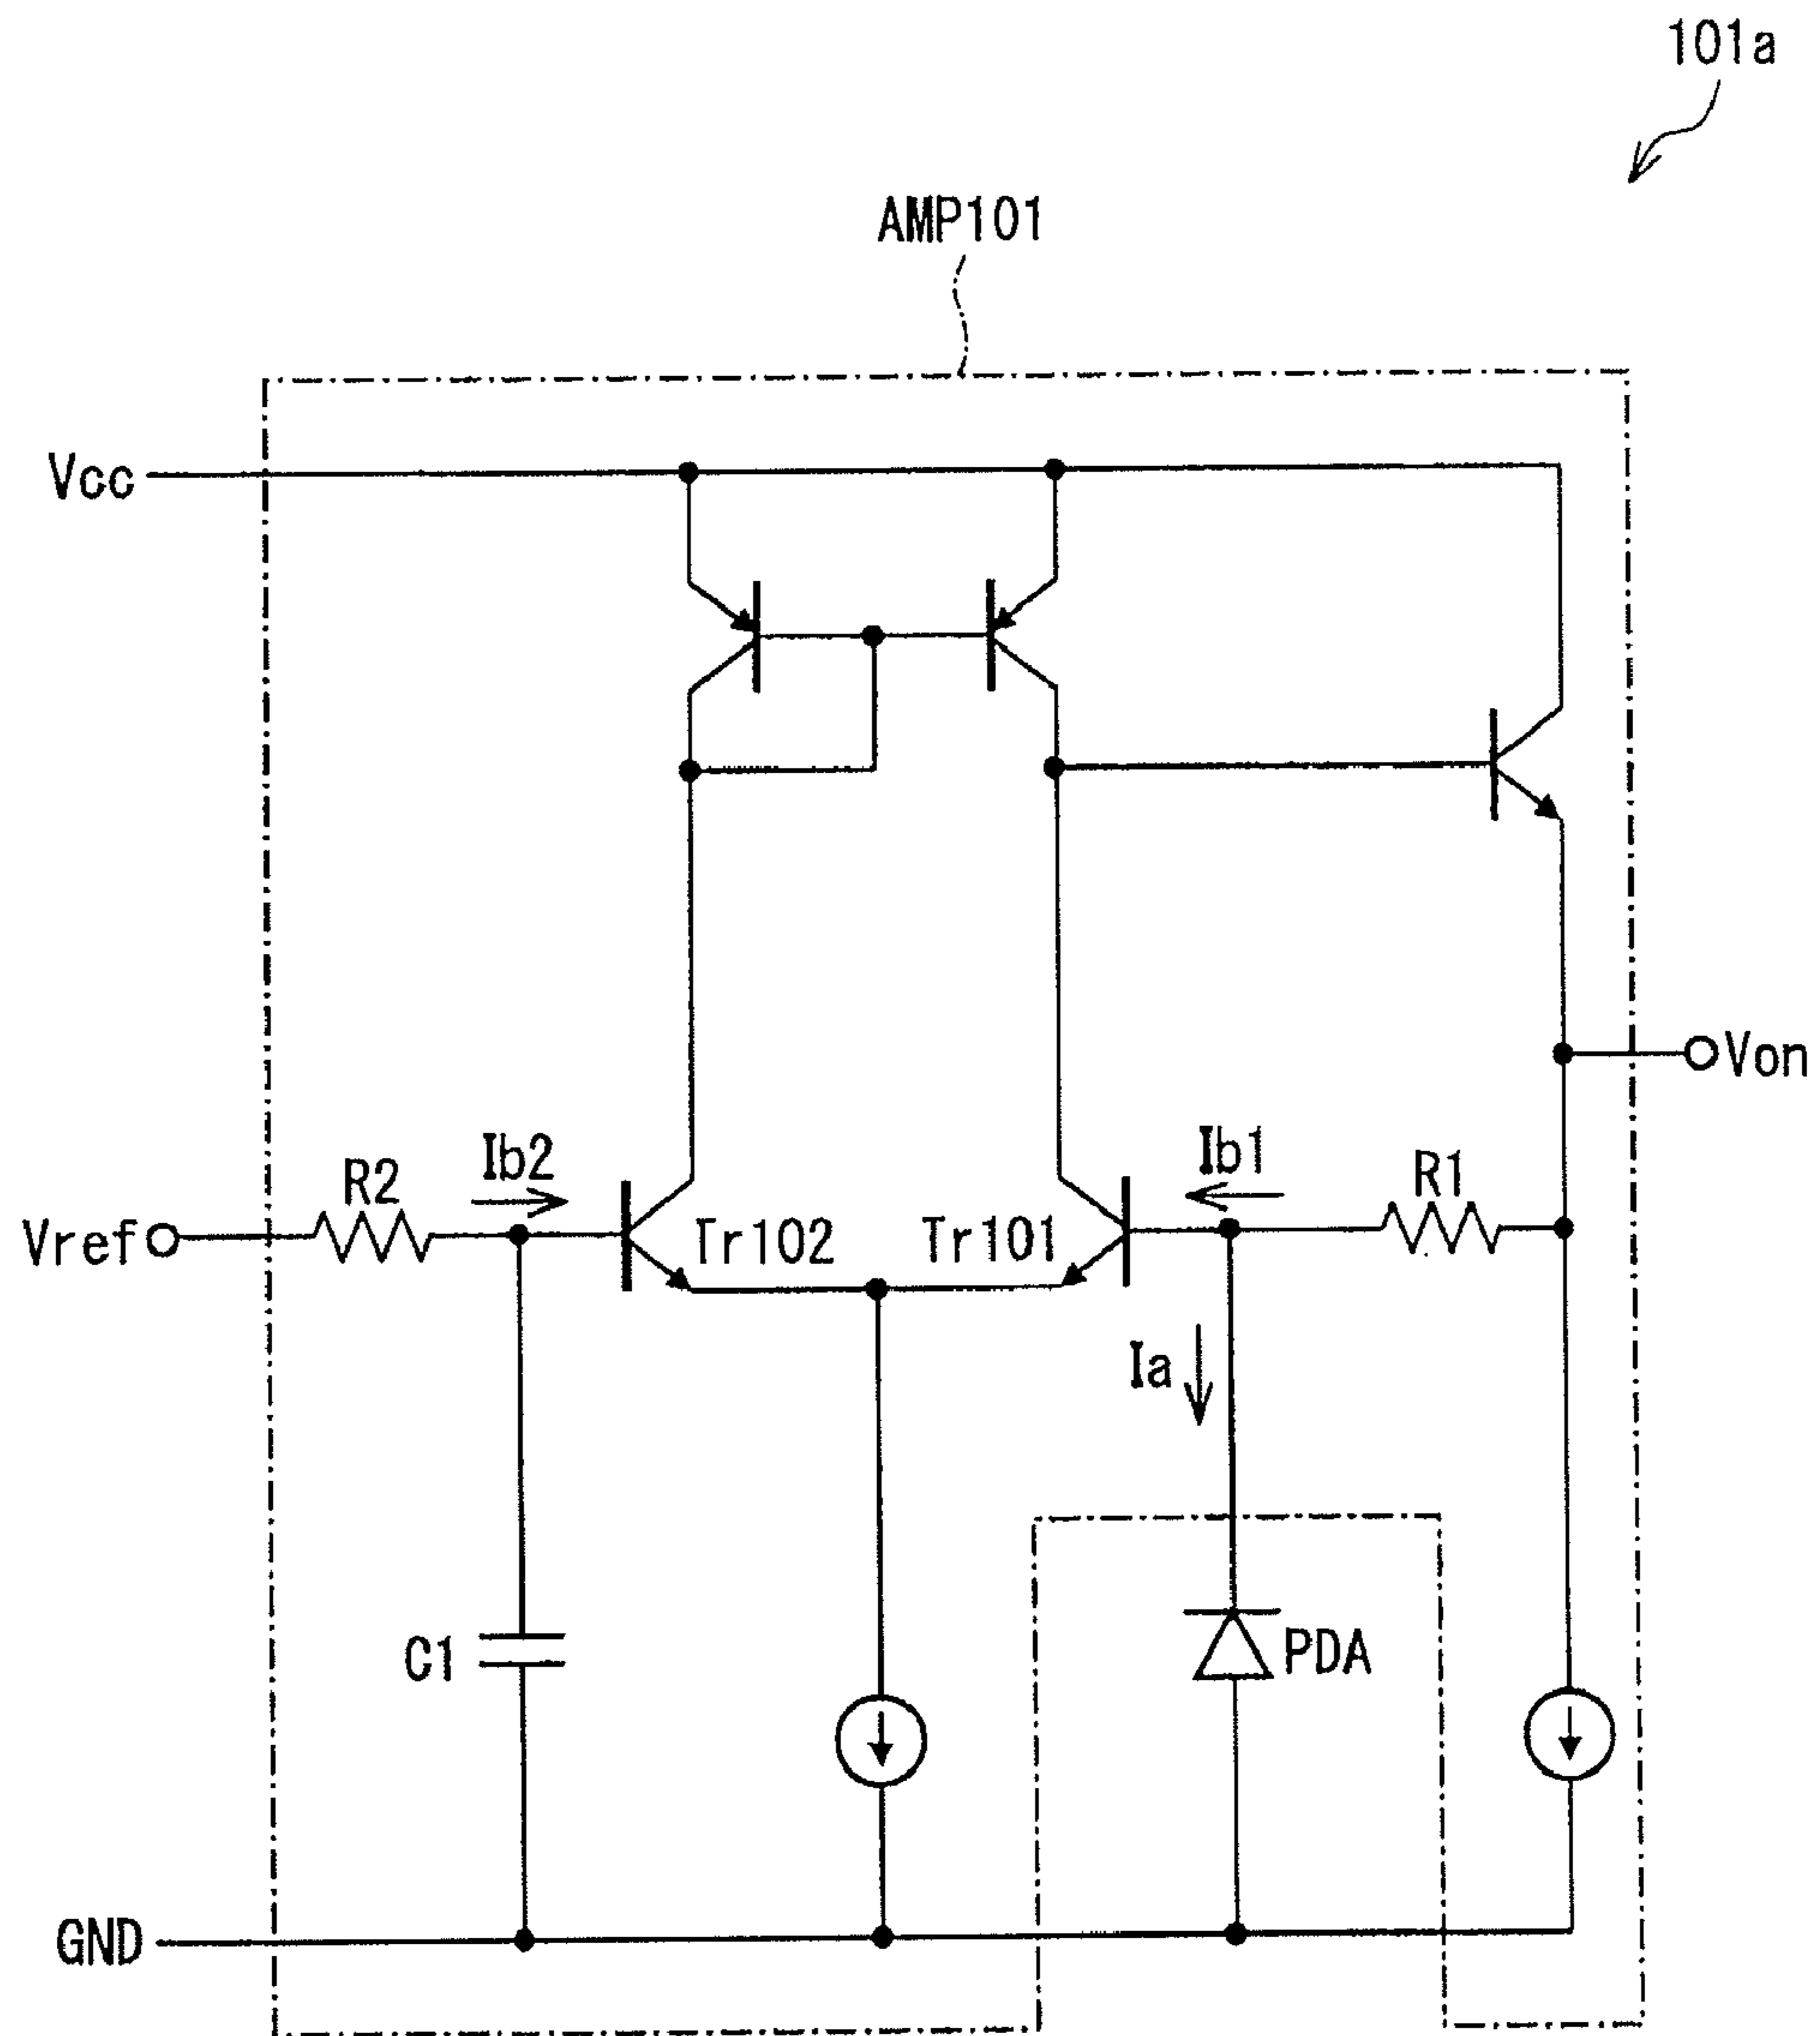 101a
AMP101
Vcc
Von
Ib2
Ib1
R2
R1
Vref
Tr102
Tr101
Ia
C1
PDA
GND